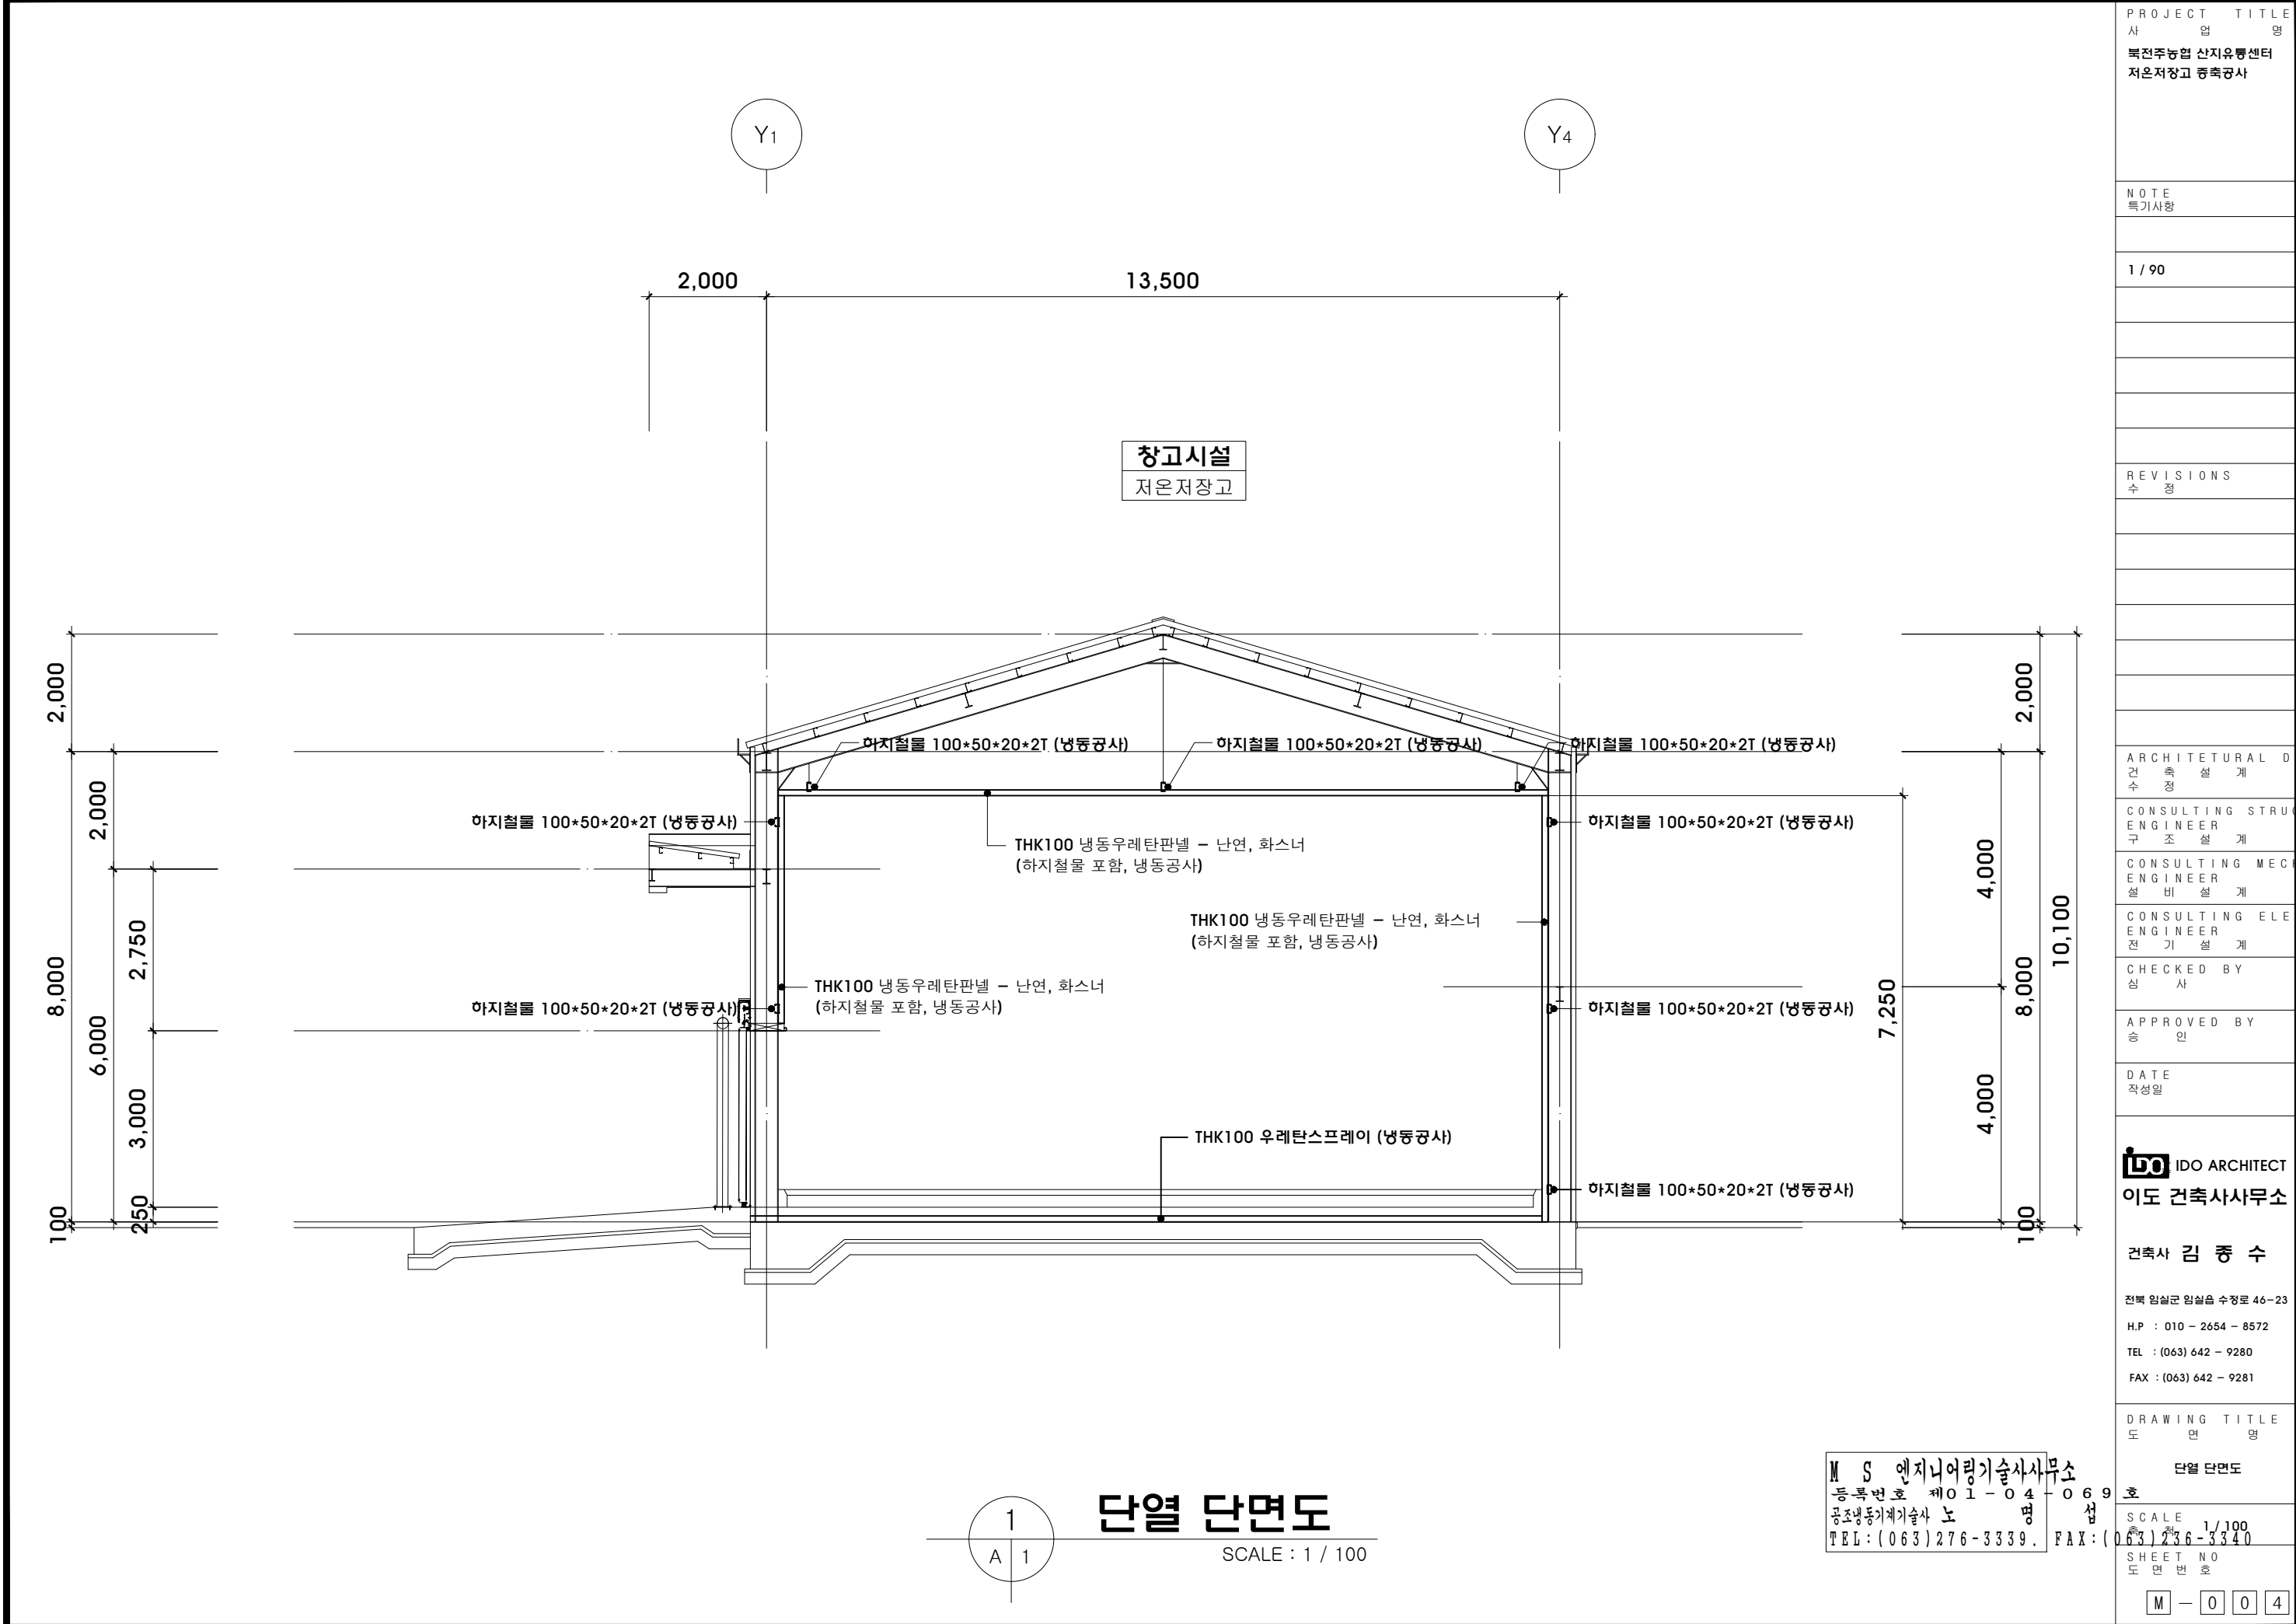 PROJECT TITLE
사 업 명
북전주농협 산지유통센터
저온저장고 증축공사
NOTE
특기사항
1 / 90
REVISIONS
수 정
ARCHITETURAL D
건 축 설 계
수 정
CONSULTING STRU
ENGINEER
구 조 설 계
CONSULTING MEC
ENGINEER
설 비 설 계
CONSULTING ELE
ENGINEER
전 기 설 계
CHECKED BY
심 사
APPROVED BY
승 인
DATE
작성일
IDO IDO ARCHITECT
이도 건축사사무소
건축사 김 종 수
전북 임실군 임실읍 수정로 46-23
H.P : 010 - 2654 - 8572
TEL : (063) 642 - 9280
FAX : (063) 642 - 9281
DRAWING TITLE
도 면 명
단열 단면도
SCALE
축 척 1/100
SHEET NO
도 면 번 호
M - 0 0 4
Y1
Y4
2,000
13,500
창고시설
저온저장고
2,000
8,000
100
2,000
6,000
2,750
3,000
250
하지철물 100*50*20*2T (냉동공사)
하지철물 100*50*20*2T (냉동공사)
하지철물 100*50*20*2T (냉동공사)
하지철물 100*50*20*2T (냉동공사)
하지철물 100*50*20*2T (냉동공사)
THK100 냉동우레탄판넬 - 난연, 화스너
(하지철물 포함, 냉동공사)
THK100 냉동우레탄판넬 - 난연, 화스너
(하지철물 포함, 냉동공사)
THK100 냉동우레탄판넬 - 난연, 화스너
(하지철물 포함, 냉동공사)
하지철물 100*50*20*2T (냉동공사)
하지철물 100*50*20*2T (냉동공사)
THK100 우레탄스프레이 (냉동공사)
하지철물 100*50*20*2T (냉동공사)
7,250
4,000
4,000
2,000
8,000
100
10,100
1
A 1
단열 단면도
SCALE : 1 / 100
M S 엔지니어링기술사사무소
등록번호 제01-04-069 호
공조냉동기계기술사 노 명 섭
TEL:(063)276-3339. FAX:(063)236-3340